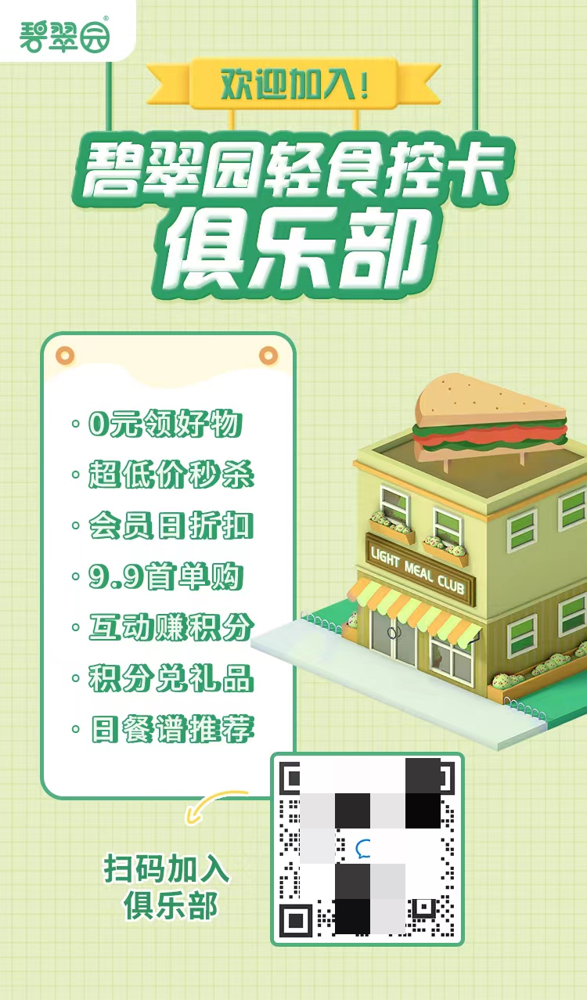 碧翠园®
欢迎加入!
碧翠园轻食控卡
俱乐部
·0元领好物
·超低价秒杀
·会员日折扣
·9.9首单购
·互动赚积分
·积分兑礼品
·日餐谱推荐
LIGHT MEAL CLUB
扫码加入
俱乐部